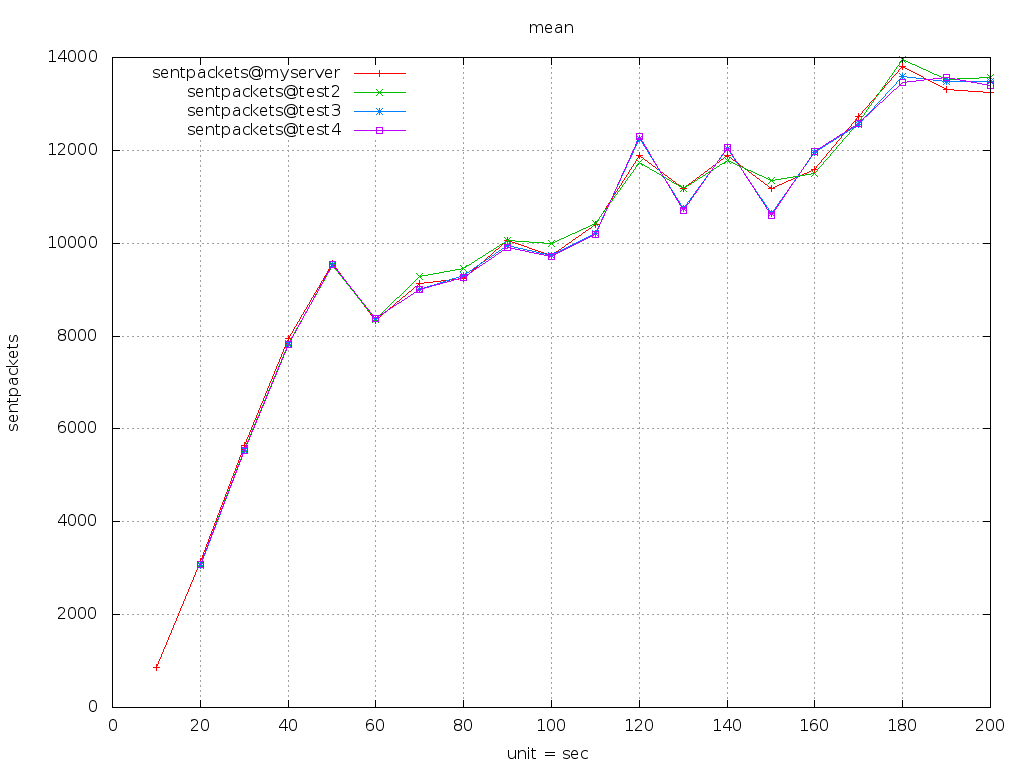 mean
14000
12000
10000
8000
6000
4000
2000
0
sentpackets
sentpackets@myserver
sentpackets@test2
sentpackets@test3
sentpackets@test4
0 20 40 60 80 100 120 140 160 180 200
unit = sec